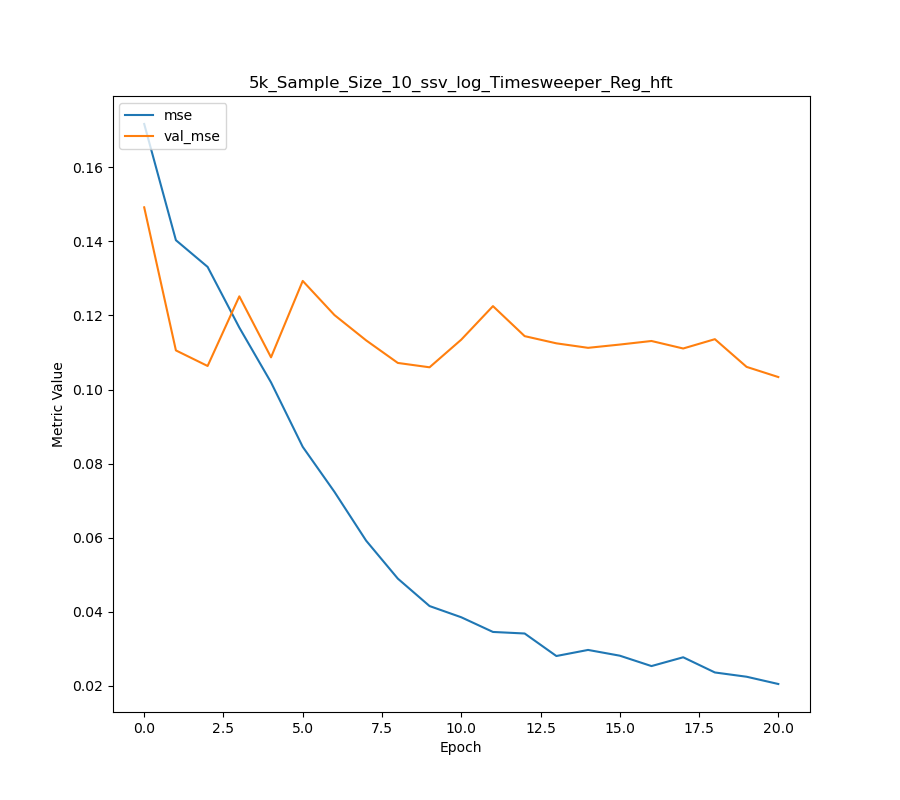 5k_Sample_Size_10_ssv_log_Timesweeper_Reg_hft
mse
val_mse
0.16
0.14
0.12
0.10
0.08
0.06
0.04
0.02
Metric Value
0.0 2.5 5.0 7.5 10.0 12.5 15.0 17.5 20.0
Epoch